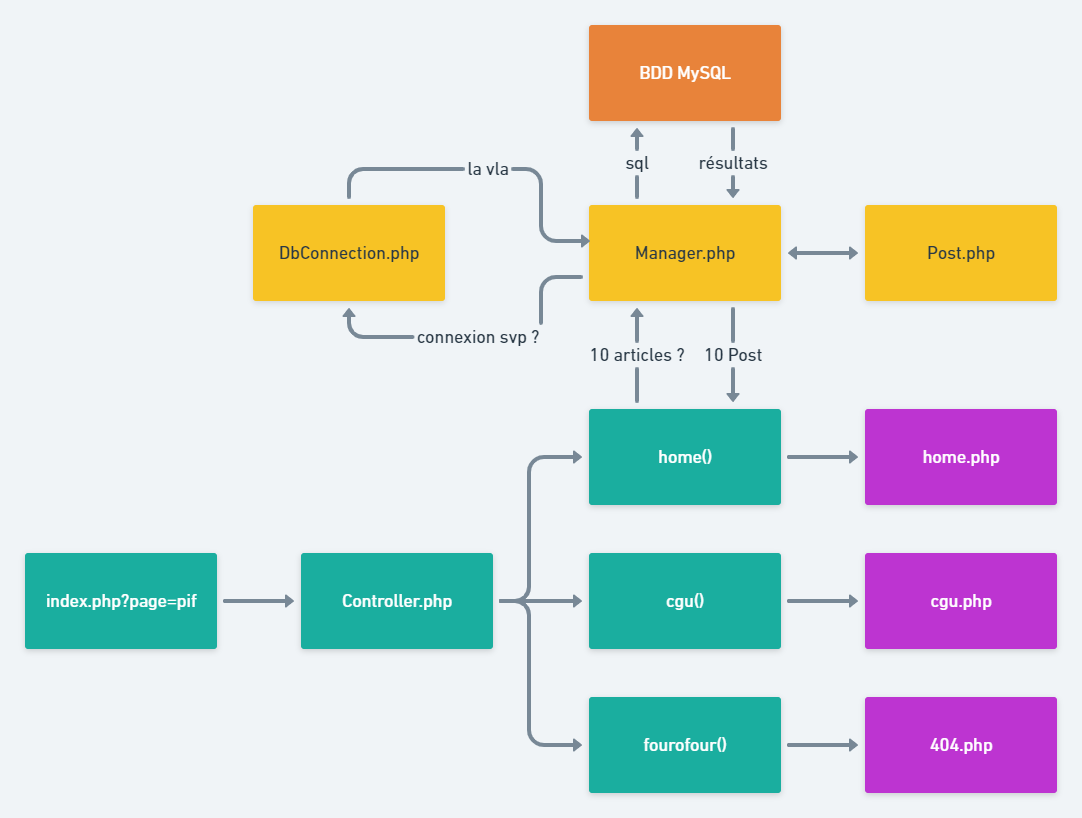 BDD MySQL
sql
résultats
la vla
DbConnection.php
Manager.php
Post.php
connexion svp ?
10 articles ?
10 Post
home()
home.php
index.php?page=pif
Controller.php
cgu()
cgu.php
fourofour()
404.php